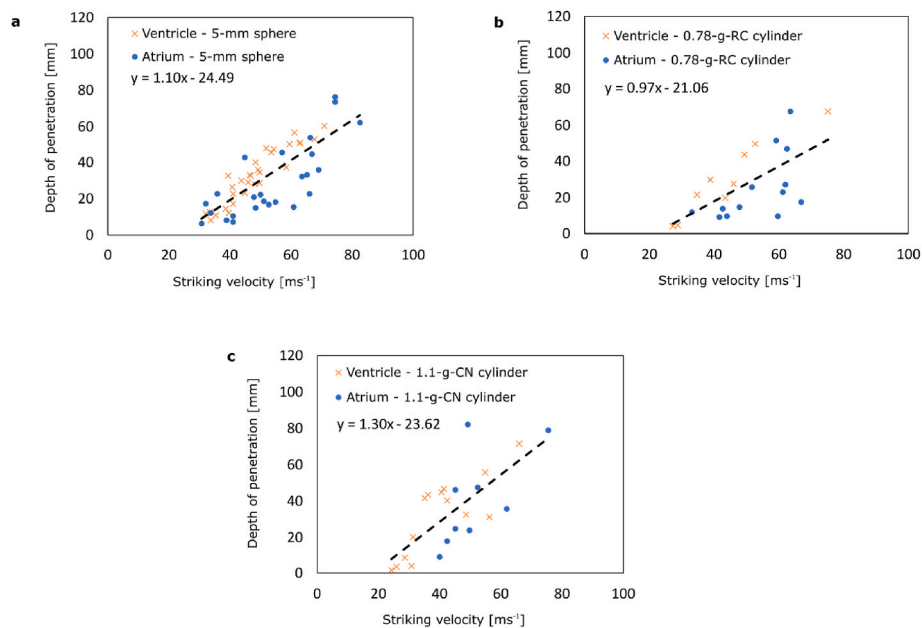 a
120
100
80
60
40
20
0
Depth of penetration [mm]
Ventricle - 5-mm sphere
Atrium - 5-mm sphere
y = 1.10x - 24.49
0 20 40 60 80 100
Striking velocity [ms⁻¹]
b
120
100
80
60
40
20
0
Depth of penetration [mm]
Ventricle - 0.78-g-RC cylinder
Atrium - 0.78-g-RC cylinder
y = 0.97x - 21.06
0 20 40 60 80 100
Striking velocity [ms⁻¹]
c
120
100
80
60
40
20
0
Depth of penetration [mm]
Ventricle - 1.1-g-CN cylinder
Atrium - 1.1-g-CN cylinder
y = 1.30x - 23.62
0 20 40 60 80 100
Striking velocity [ms⁻¹]